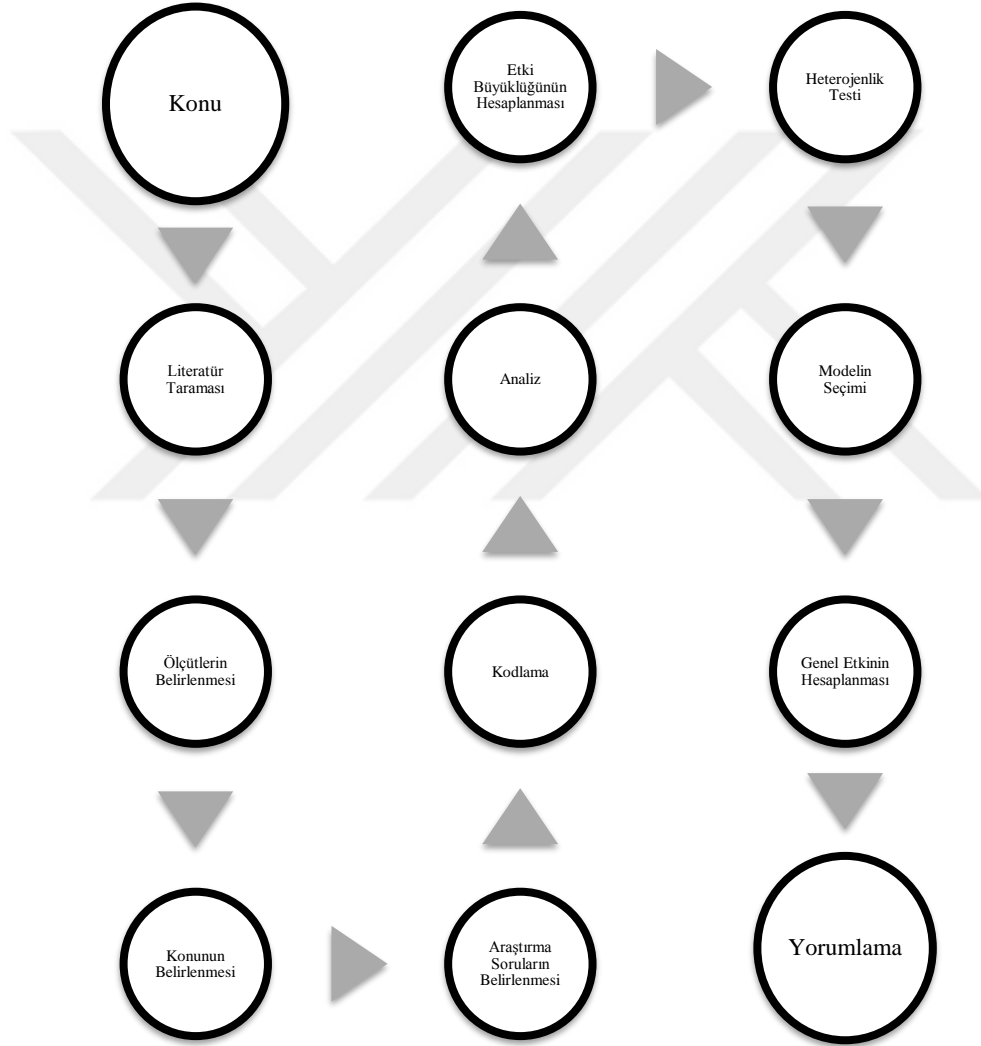 Konu
Literatür
Taraması
Ölçütlerin
Belirlenmesi
Konunun
Belirlenmesi
Araştırma
Soruların
Belirlenmesi
Kodlama
Analiz
Etki
Büyüklüğünün
Hesaplanması
Heterojenlik
Testi
Modelin
Seçimi
Genel Etkinin
Hesaplanması
Yorumlama